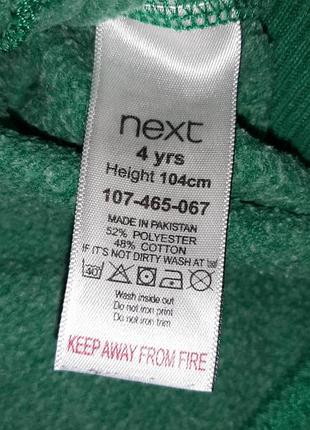 next
4 yrs
Height 104cm
107-465-067
MADE IN PAKISTAN
52% POLYESTER
48% COTTON
IF IT'S NOT DIRTY WASH AT
40
Wash inside out
Do not iron print
Do not iron trim
KEEP AWAY FROM FIRE